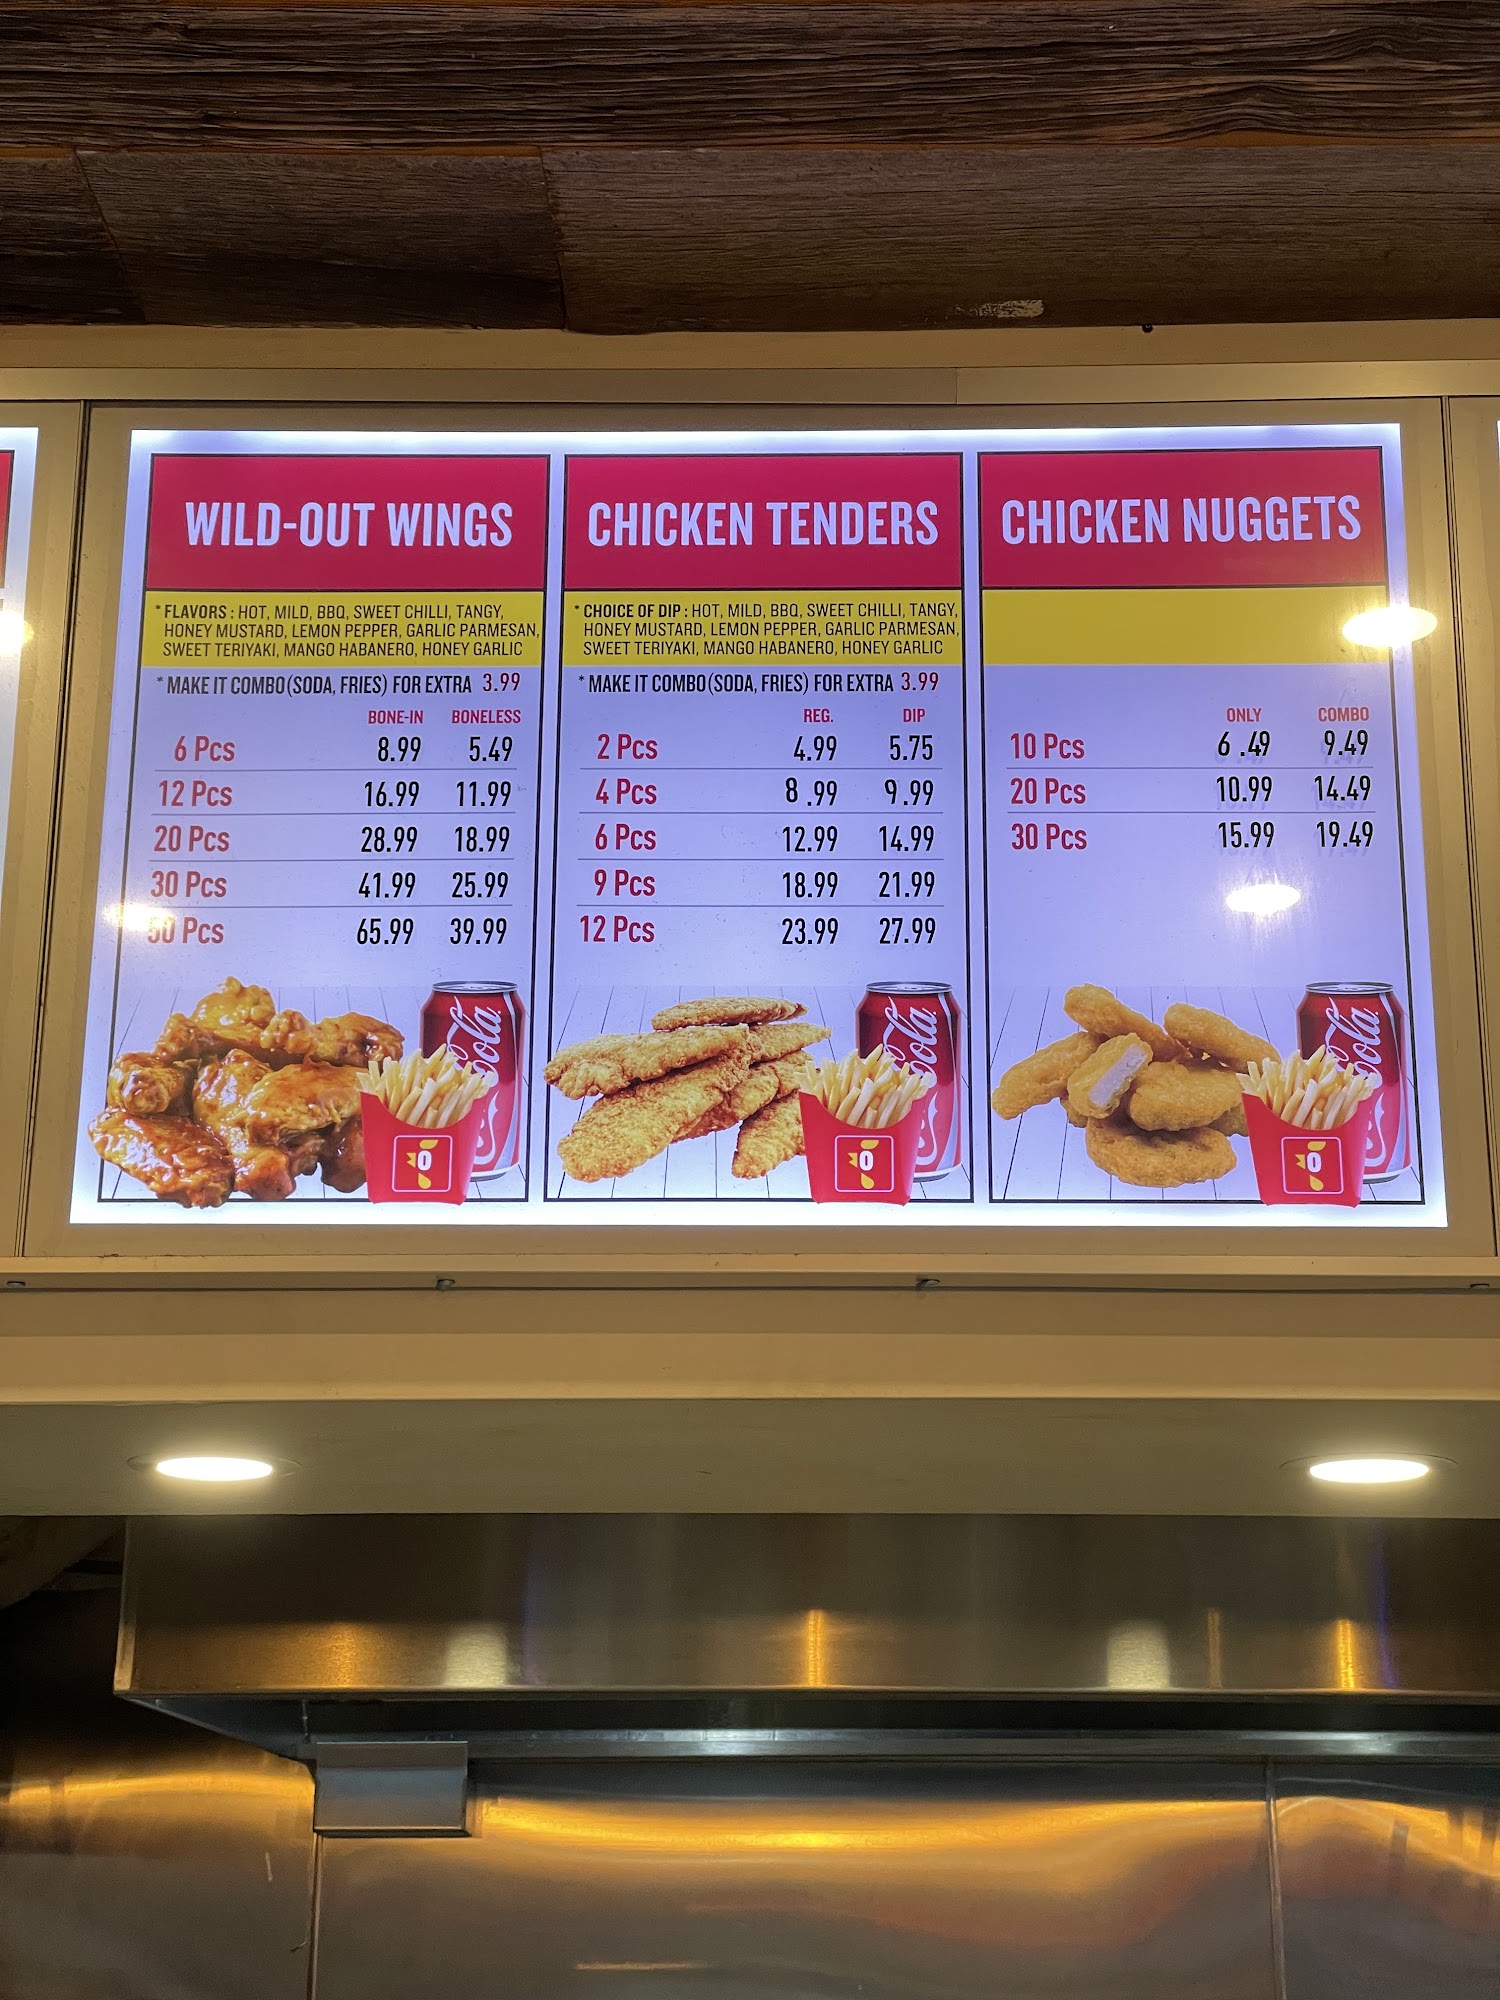 WILD-OUT WINGS
* FLAVORS : HOT, MILD, BBQ, SWEET CHILLI, TANGY,
HONEY MUSTARD, LEMON PEPPER, GARLIC PARMESAN,
SWEET TERIYAKI, MANGO HABANERO, HONEY GARLIC
* MAKE IT COMBO(SODA, FRIES) FOR EXTRA 3.99
BONE-IN BONELESS
6 Pcs 8.99 5.49
12 Pcs 16.99 11.99
20 Pcs 28.99 18.99
30 Pcs 41.99 25.99
50 Pcs 65.99 39.99
Cola
0
CHICKEN TENDERS
* CHOICE OF DIP : HOT, MILD, BBQ, SWEET CHILLI, TANGY,
HONEY MUSTARD, LEMON PEPPER, GARLIC PARMESAN,
SWEET TERIYAKI, MANGO HABANERO, HONEY GARLIC
* MAKE IT COMBO(SODA, FRIES) FOR EXTRA 3.99
REG. DIP
2 Pcs 4.99 5.75
4 Pcs 8.99 9.99
6 Pcs 12.99 14.99
9 Pcs 18.99 21.99
12 Pcs 23.99 27.99
Cola
0
CHICKEN NUGGETS
ONLY COMBO
10 Pcs 6.49 9.49
20 Pcs 10.99 14.49
30 Pcs 15.99 19.49
Cola
0